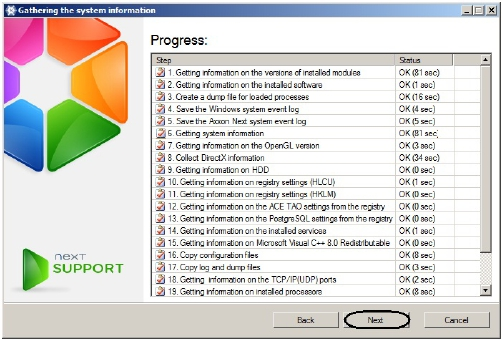 Gathering the system information
Progress:
Step Status
1. Getting information on the versions of installed modules OK (81 sec)
2. Getting information of the installed software OK (1 sec)
3. Create a dump file for loaded processes OK (16 sec)
4. Save the Windows system event log OK (4 sec)
5. Save the Axxon Next system event log OK (5 sec)
6. Getting system information OK (81 sec)
7. Getting information on the OpenGL version OK (3 sec)
8. Collect DirectX information OK (34 sec)
9. Getting information on HDD OK (0 sec)
10. Getting information on registry settings (HLCU) OK (1 sec)
11. Getting information on registry settings (HKLM) OK (0 sec)
12. Getting information on the ACE TAO settings from the registry OK (0 sec)
13. Getting information on the PostgreSQL settings from the registry OK (0 sec)
14. Getting information on the installed services OK (1 sec)
15. Getting information on Microsoft Visual C++ 8.0 Redistributable OK (0 sec)
16. Copy configuration files OK (8 sec)
17. Copy log and dump files OK (3 sec)
18. Getting information on the TCP/IP(UDP) ports OK (2 sec)
19. Getting information on installed processors OK (8 sec)
next
SUPPORT
Back Next Cancel